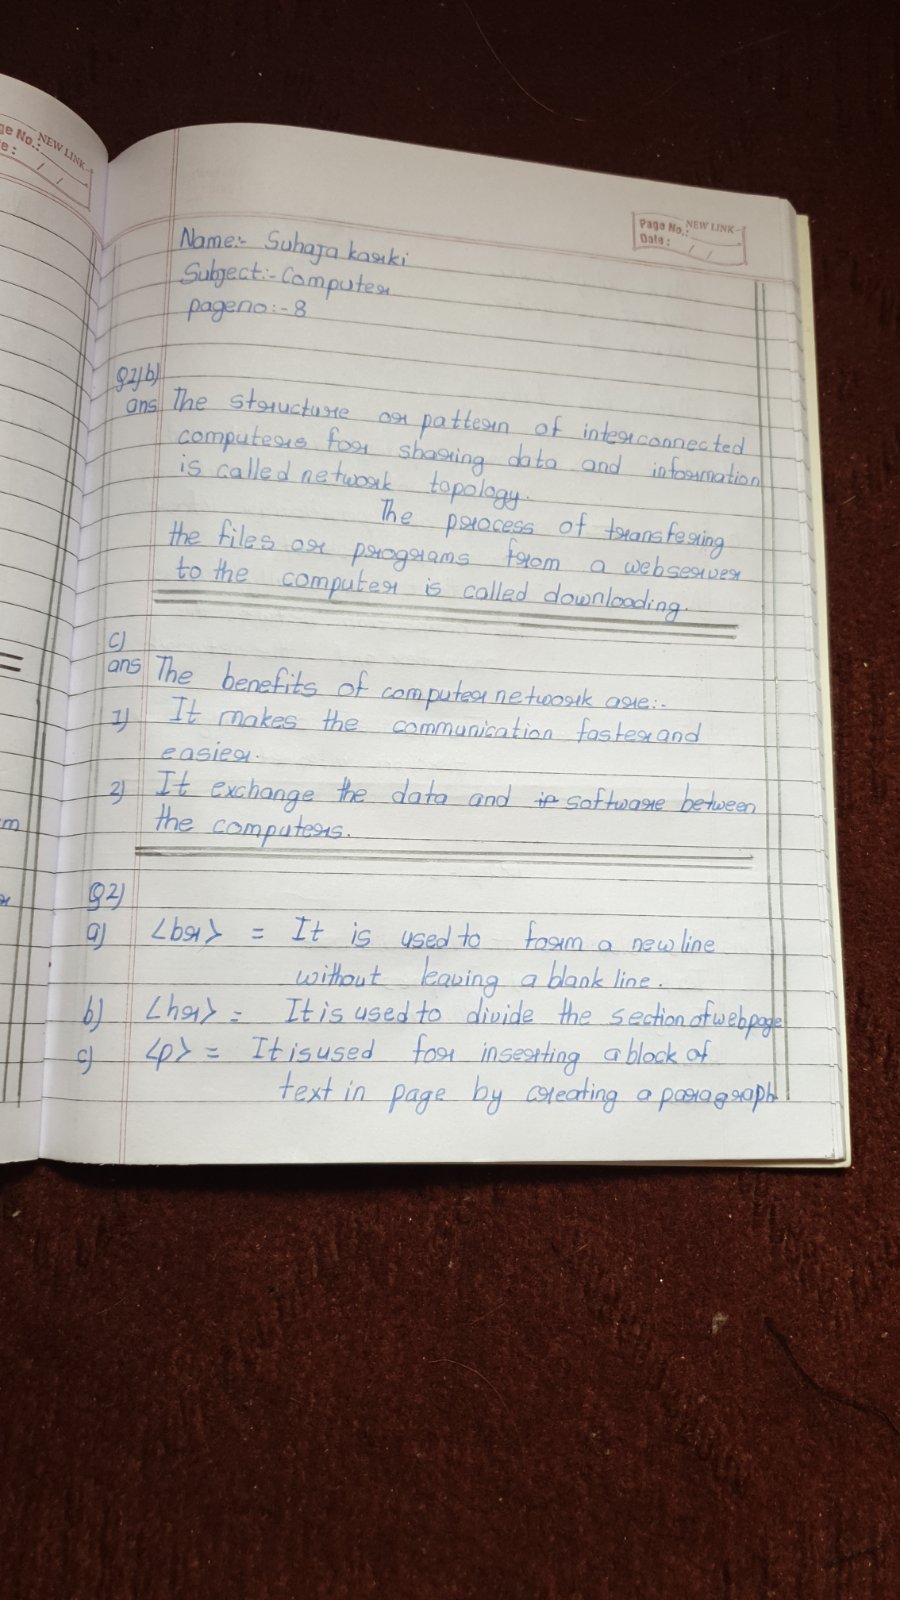 ge No.: NEW LINK
te: / /
Page No.: NEW LINK
Date: / /
Name:- Suhaja karki
Subject:- Computer
pageno:- 8
Q1)b)
ans The structure or pattern of interconnected
computers for sharing data and information
is called network topology.
The process of transfering
the files or programs from a webserver
to the computer is called downloading.
c)
ans The benefits of computer network are:-
1) It makes the communication faster and
easier.
2) It exchange the data and software between
the computers.
m
Q2)
a) <br> = It is used to form a new line
without leaving a blank line.
b) <hr> = It is used to divide the section of webpage
c) <p> = It is used for inserting a block of
text in page by creating a paragraph